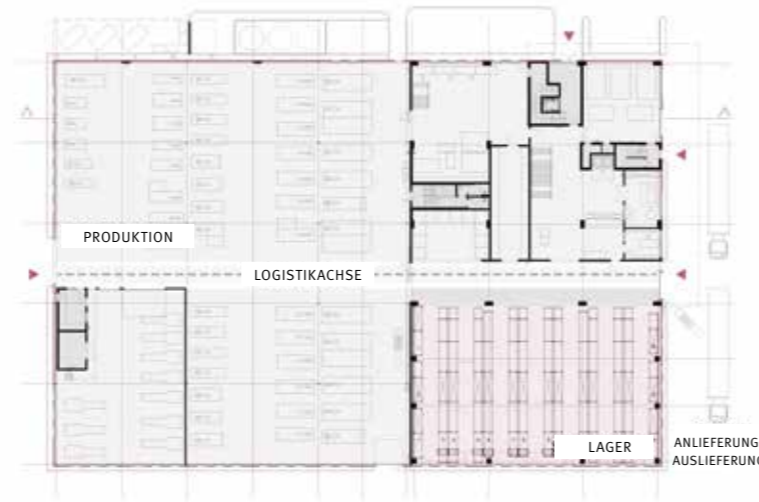 PRODUKTION
LOGISTIKACHSE
LAGER
ANLIEFERUNG
AUSLIEFERUNG